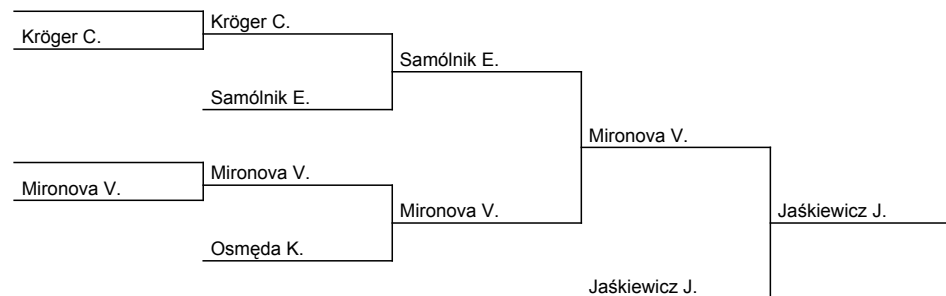 Kröger C.
Kröger C.
Samólnik E.
Samólnik E.
Mironova V.
Mironova V.
Mironova V.
Mironova V.
Jaśkiewicz J.
Osmęda K.
Jaśkiewicz J.